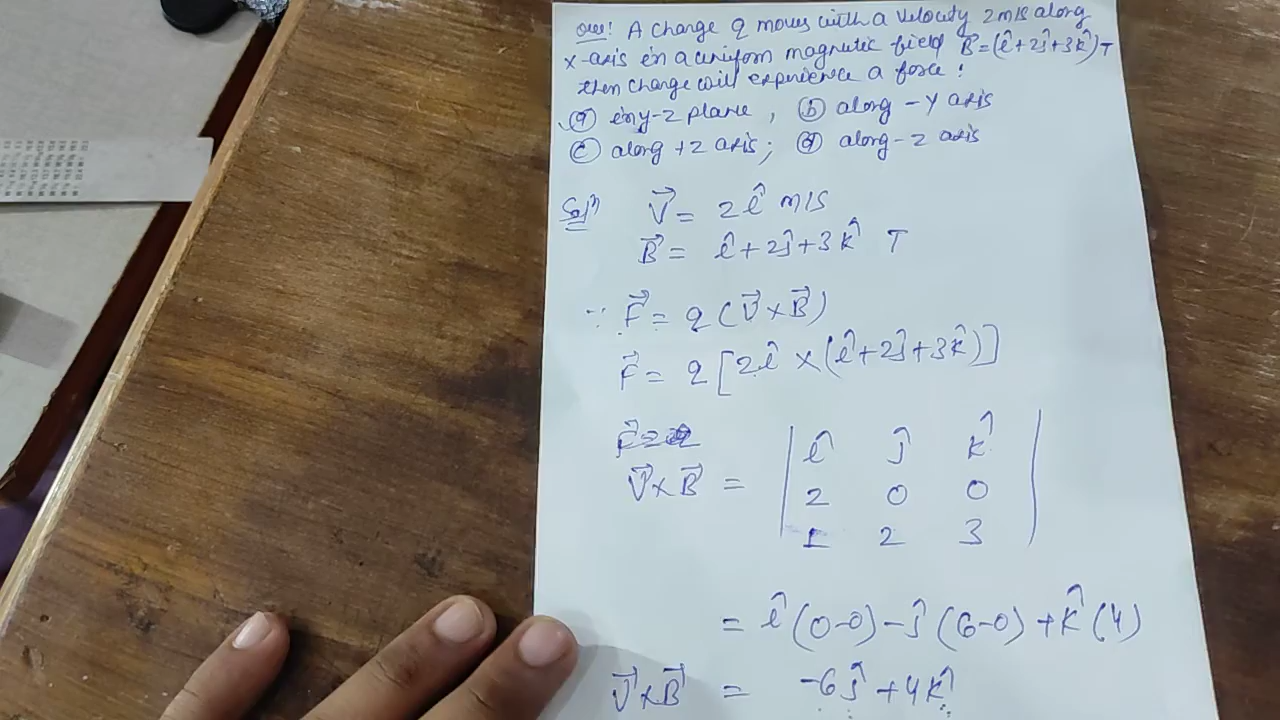 Que: A charge q moves with a velocity 2m/s along
x-axis in a uniform magnetic field B⃗=(î+2ĵ+3k̂)T
then charge will experience a force:
(a) in y-z plane, (b) along -Y axis
(c) along +Z axis; (d) along -Z axis
Solⁿ V⃗ = 2î m/s
B⃗ = î+2ĵ+3k̂ T
∵ F⃗ = q(V⃗×B⃗)
F⃗ = q[2î×(î+2ĵ+3k̂)]
V⃗×B⃗ = | î ĵ k̂ |
| 2 0 0 |
| 1 2 3 |
= î(0-0)-ĵ(6-0)+k̂(4)
V⃗×B⃗ = -6ĵ+4k̂